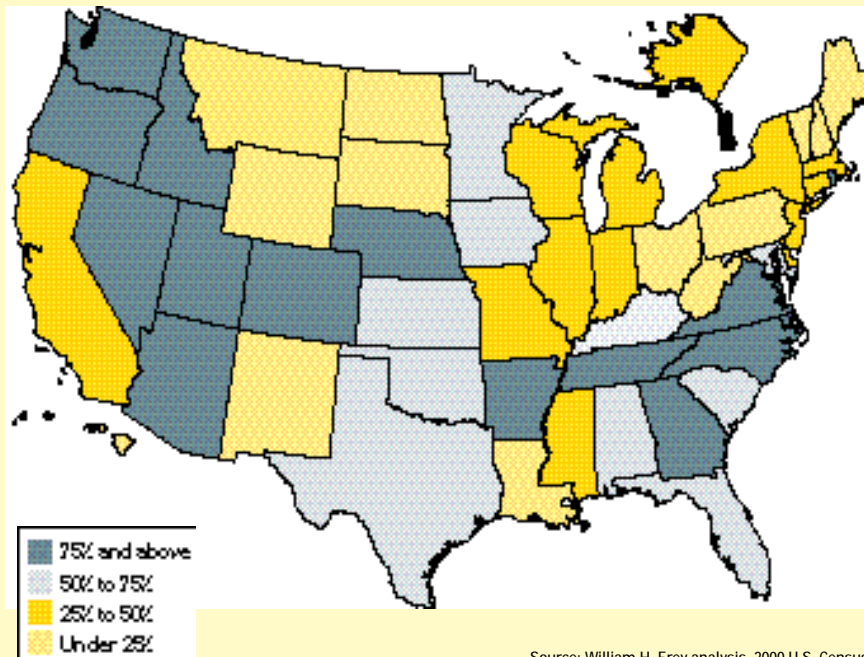 75% and above
50% to 75%
25% to 50%
Under 25%
Source: William H. Frey analysis, 2000 U.S. Census